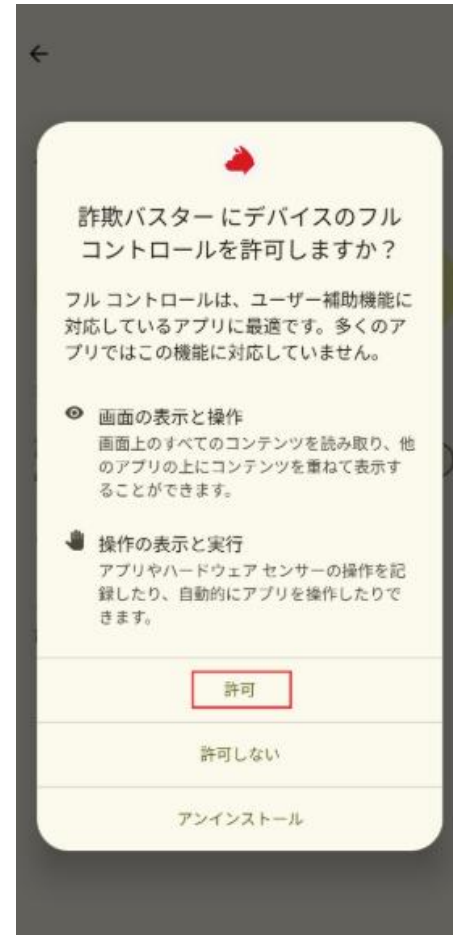 詐欺バスター にデバイスのフル
コントロールを許可しますか？
フル コントロールは、ユーザー補助機能に
対応しているアプリに最適です。多くのア
プリではこの機能に対応していません。
画面の表示と操作
画面上のすべてのコンテンツを読み取り、他
のアプリの上にコンテンツを重ねて表示す
ることができます。
操作の表示と実行
アプリやハードウェア センサーの操作を記
録したり、自動的にアプリを操作したりで
きます。
許可
許可しない
アンインストール